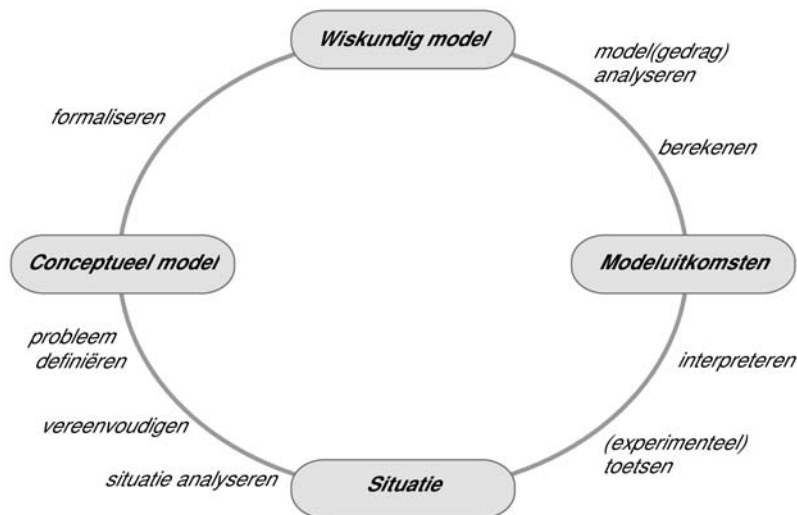 Wiskundig model
model(gedrag)
analyseren
formaliseren
berekenen
Conceptueel model
Modeluitkomsten
probleem
definiëren
interpreteren
vereenvoudigen
(experimenteel)
toetsen
situatie analyseren
Situatie